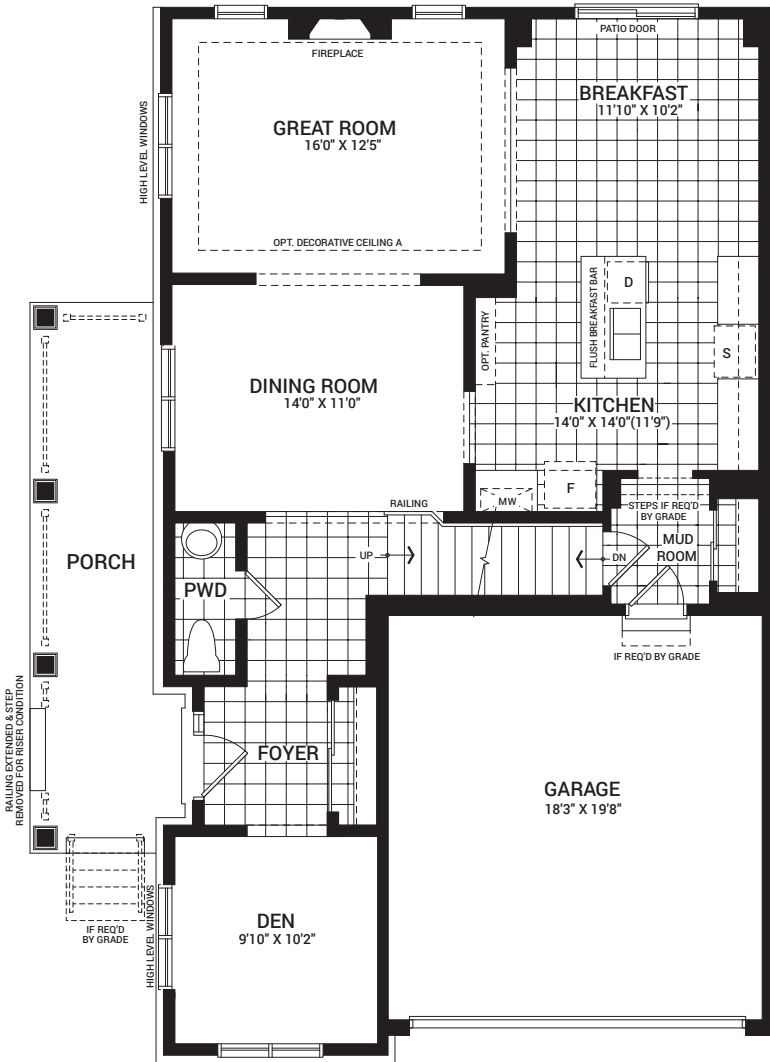 PATIO DOOR
FIREPLACE
BREAKFAST
11'10" X 10'2"
HIGH LEVEL WINDOWS
GREAT ROOM
16'0" X 12'5"
OPT. DECORATIVE CEILING A
FLUSH BREAKFAST BAR
D
OPT. PANTRY
S
DINING ROOM
14'0" X 11'0"
KITCHEN
14'0" X 14'0"(11'9")
MW
F
RAILING
STEPS IF REQ'D
BY GRADE
MUD
ROOM
UP
DN
PORCH
PWD
IF REQ'D BY GRADE
RAILING EXTENDED & STEP
REMOVED FOR RISER CONDITION
FOYER
GARAGE
18'3" X 19'8"
IF REQ'D
BY GRADE
HIGH LEVEL WINDOWS
DEN
9'10" X 10'2"